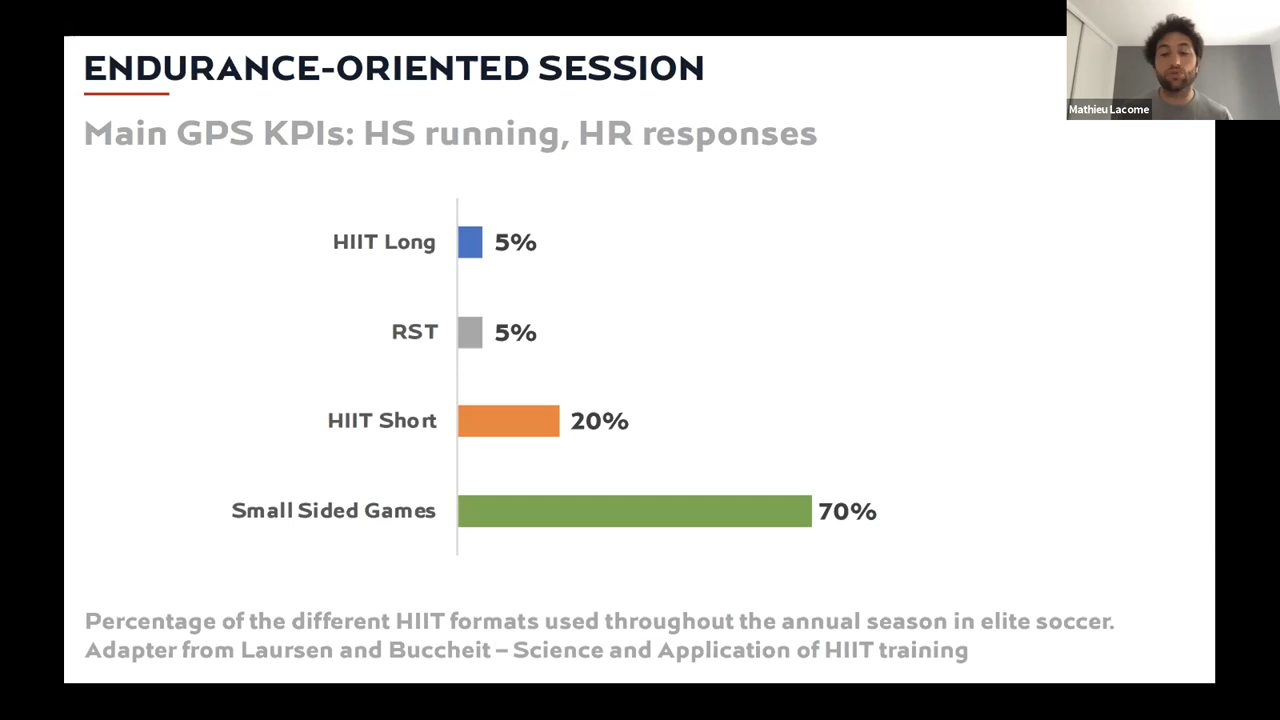 ENDURANCE-ORIENTED SESSION
Mathieu Lacome
Main GPS KPIs: HS running, HR responses
HIIT Long 5%
RST 5%
HIIT Short 20%
Small Sided Games 70%
Percentage of the different HIIT formats used throughout the annual season in elite soccer.
Adapter from Laursen and Buccheit – Science and Application of HIIT training